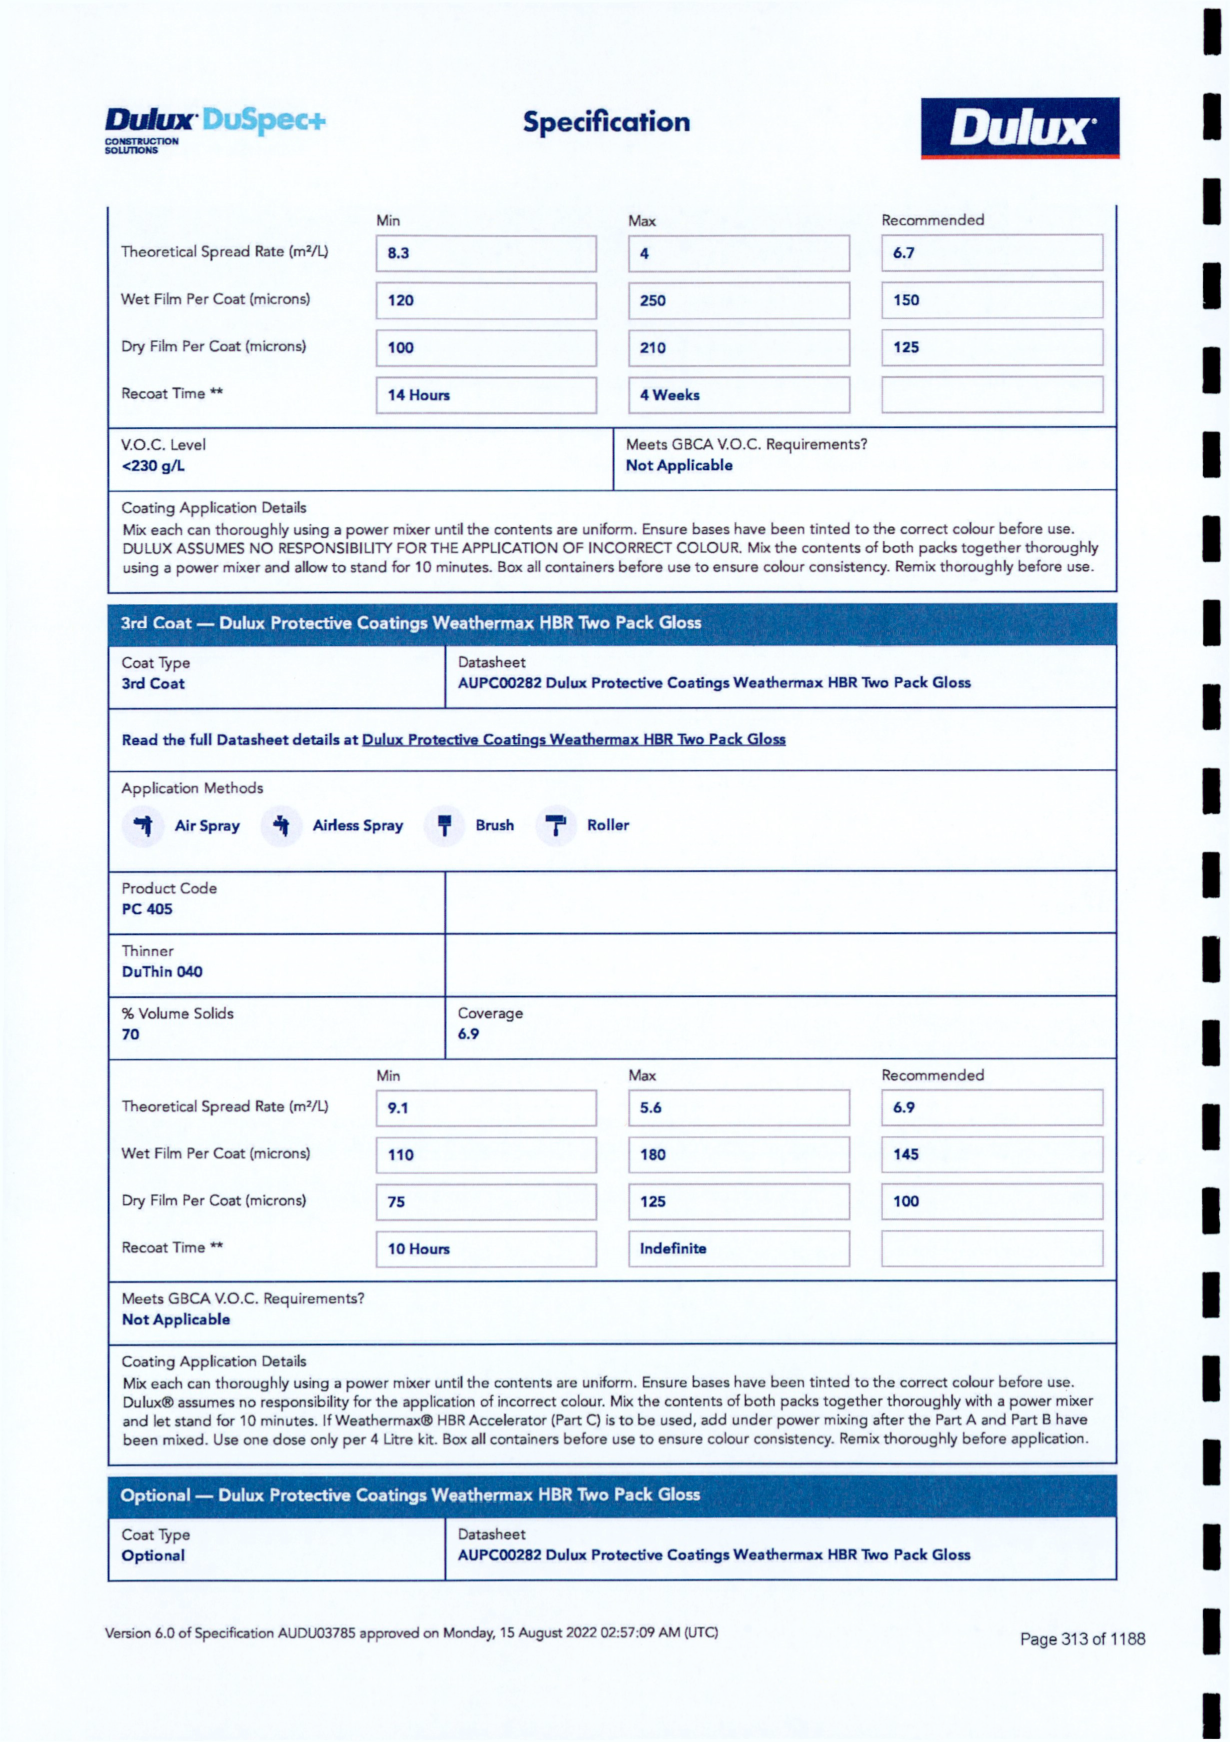 Dulux DuSpec+
CONSTRUCTION
SOLUTIONS
Specification
Dulux
Min Max Recommended
Theoretical Spread Rate (m²/L) 8.3 4 6.7
Wet Film Per Coat (microns) 120 250 150
Dry Film Per Coat (microns) 100 210 125
Recoat Time ** 14 Hours 4 Weeks
V.O.C. Level Meets GBCA V.O.C. Requirements?
<230 g/L Not Applicable
Coating Application Details
Mix each can thoroughly using a power mixer until the contents are uniform. Ensure bases have been tinted to the correct colour before use.
DULUX ASSUMES NO RESPONSIBILITY FOR THE APPLICATION OF INCORRECT COLOUR. Mix the contents of both packs together thoroughly
using a power mixer and allow to stand for 10 minutes. Box all containers before use to ensure colour consistency. Remix thoroughly before use.
3rd Coat — Dulux Protective Coatings Weathermax HBR Two Pack Gloss
Coat Type Datasheet
3rd Coat AUPC00282 Dulux Protective Coatings Weathermax HBR Two Pack Gloss
Read the full Datasheet details at Dulux Protective Coatings Weathermax HBR Two Pack Gloss
Application Methods
Air Spray Airless Spray Brush Roller
Product Code
PC 405
Thinner
DuThin 040
% Volume Solids Coverage
70 6.9
Min Max Recommended
Theoretical Spread Rate (m²/L) 9.1 5.6 6.9
Wet Film Per Coat (microns) 110 180 145
Dry Film Per Coat (microns) 75 125 100
Recoat Time ** 10 Hours Indefinite
Meets GBCA V.O.C. Requirements?
Not Applicable
Coating Application Details
Mix each can thoroughly using a power mixer until the contents are uniform. Ensure bases have been tinted to the correct colour before use.
Dulux® assumes no responsibility for the application of incorrect colour. Mix the contents of both packs together thoroughly with a power mixer
and let stand for 10 minutes. If Weathermax® HBR Accelerator (Part C) is to be used, add under power mixing after the Part A and Part B have
been mixed. Use one dose only per 4 Litre kit. Box all containers before use to ensure colour consistency. Remix thoroughly before application.
Optional — Dulux Protective Coatings Weathermax HBR Two Pack Gloss
Coat Type Datasheet
Optional AUPC00282 Dulux Protective Coatings Weathermax HBR Two Pack Gloss
Version 6.0 of Specification AUDU03785 approved on Monday, 15 August 2022 02:57:09 AM (UTC)
Page 313 of 1188